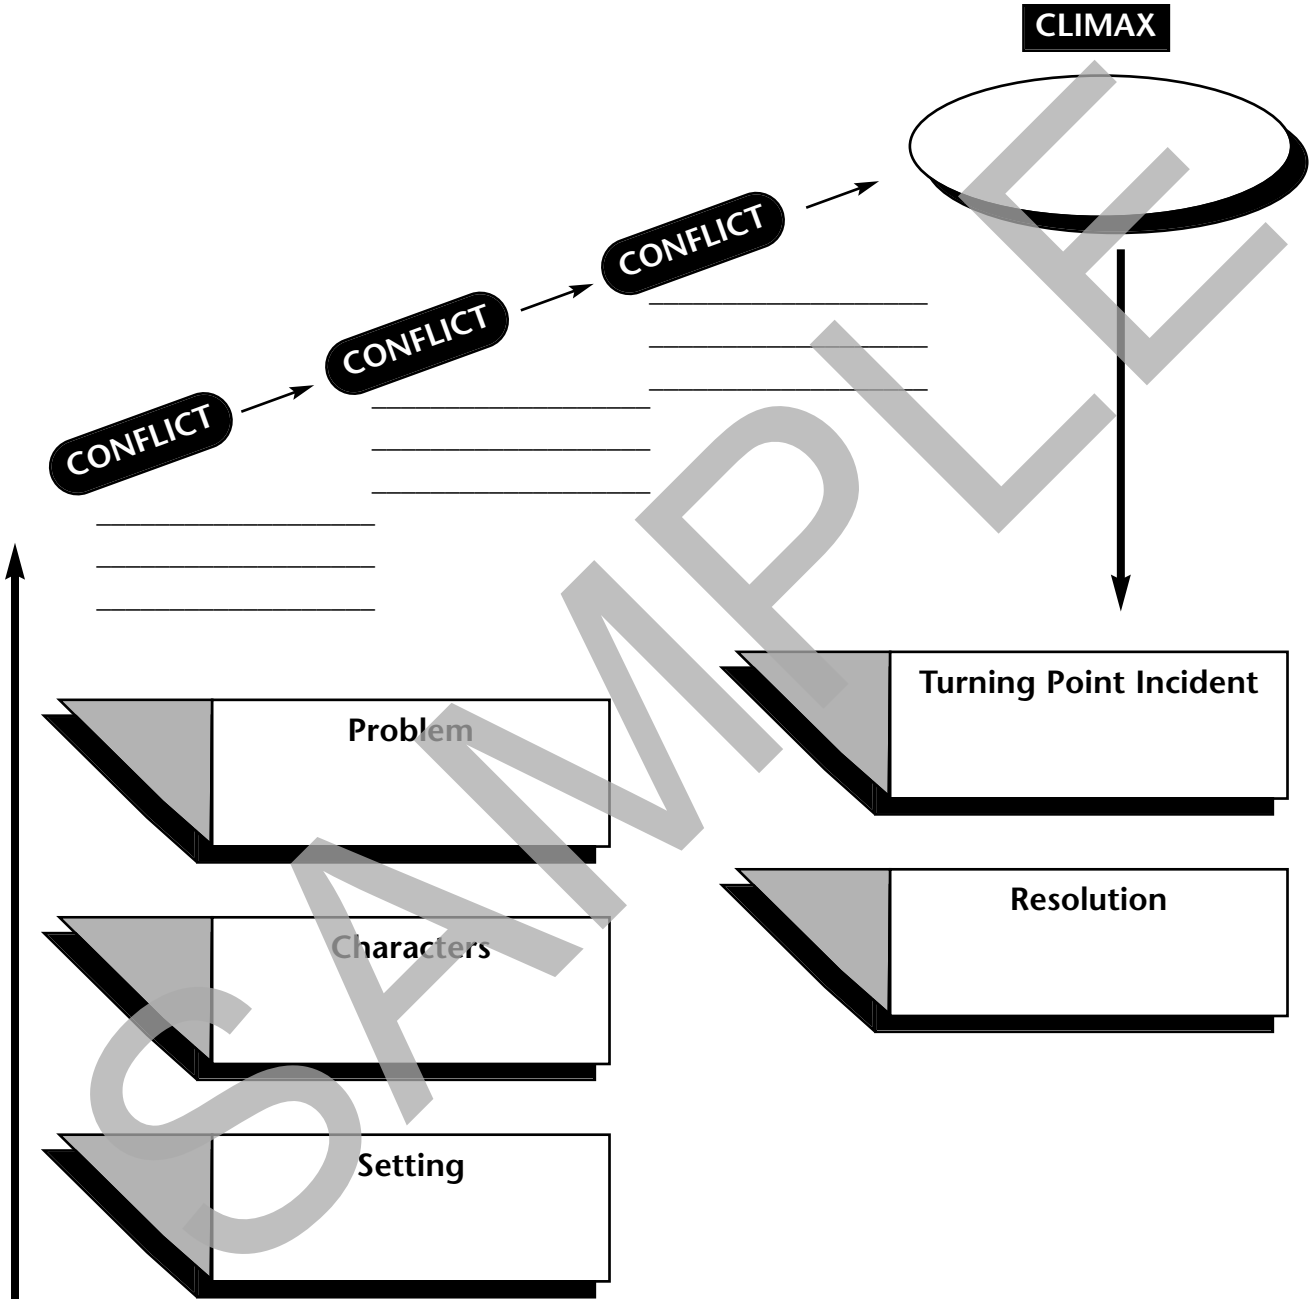 CLIMAX
CONFLICT
CONFLICT
CONFLICT
Turning Point Incident
Problem
Resolution
Characters
Setting
SAMPLE